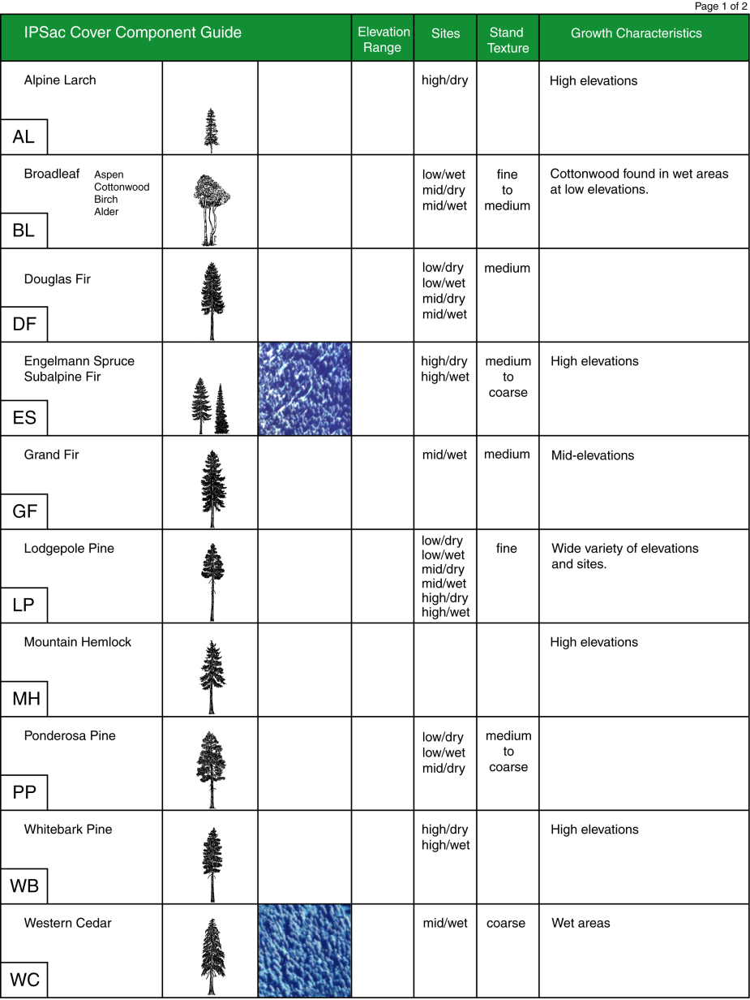 Page 1 of 2
IPSac Cover Component Guide
Elevation
Range
Sites
Stand
Texture
Growth Characteristics
Alpine Larch
high/dry
High elevations
AL
Broadleaf
Aspen
Cottonwood
Birch
Alder
low/wet
mid/dry
mid/wet
fine
to
medium
Cottonwood found in wet areas
at low elevations.
BL
Douglas Fir
low/dry
low/wet
mid/dry
mid/wet
medium
DF
Engelmann Spruce
Subalpine Fir
high/dry
high/wet
medium
to
coarse
High elevations
ES
Grand Fir
mid/wet
medium
Mid-elevations
GF
Lodgepole Pine
low/dry
low/wet
mid/dry
mid/wet
high/dry
high/wet
fine
Wide variety of elevations
and sites.
LP
Mountain Hemlock
High elevations
MH
Ponderosa Pine
low/dry
low/wet
mid/dry
medium
to
coarse
PP
Whitebark Pine
high/dry
high/wet
High elevations
WB
Western Cedar
mid/wet
coarse
Wet areas
WC